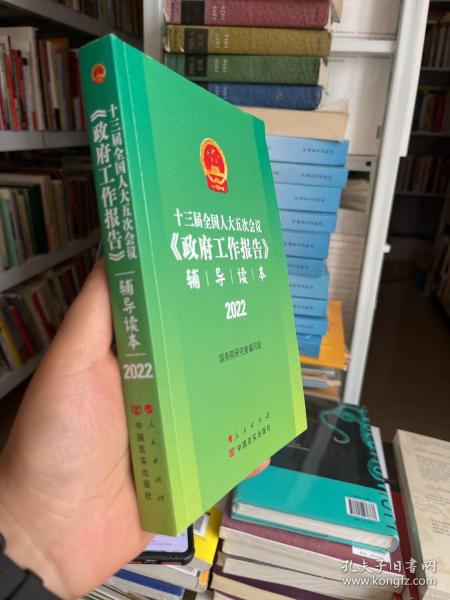 十三届全国人大五次会议
《政府工作报告》
辅导读本
2022
国务院研究室编写组
人民出版社
中国言实出版社
十三届全国人大五次会议
《政府工作报告》
辅导读本
2022
人民出版社
中国言实出版社
孔夫子旧书网
www.kongfz.com